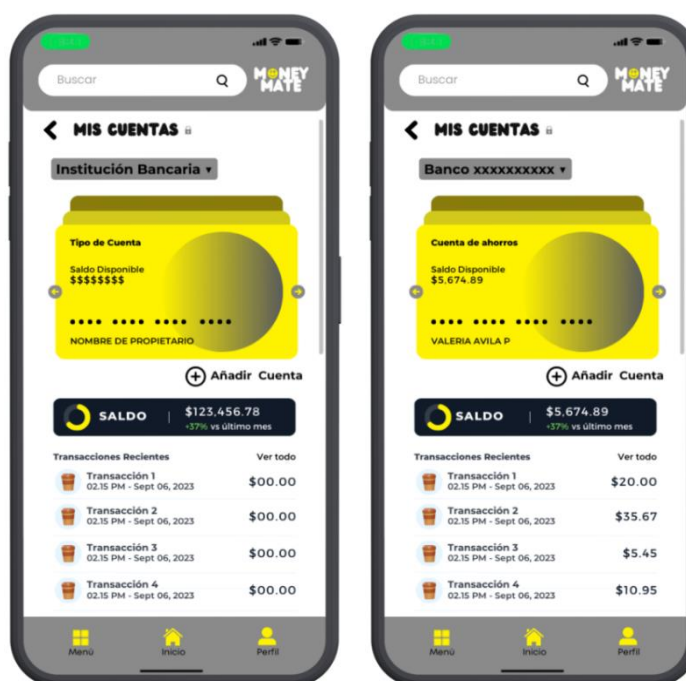 Buscar
MONEY
MATE
MIS CUENTAS
Institución Bancaria
Tipo de Cuenta
Saldo Disponible
$$$$$$$$
NOMBRE DE PROPIETARIO
Añadir Cuenta
SALDO
$123,456.78
+37% vs último mes
Transacciones Recientes Ver todo
Transacción 1
02.15 PM - Sept 06, 2023
$00.00
Transacción 2
02.15 PM - Sept 06, 2023
$00.00
Transacción 3
02.15 PM - Sept 06, 2023
$00.00
Transacción 4
02.15 PM - Sept 06, 2023
$00.00
Menú Inicio Perfil
Buscar
MONEY
MATE
MIS CUENTAS
Banco xxxxxxxxxx
Cuenta de ahorros
Saldo Disponible
$5,674.89
VALERIA AVILA P
Añadir Cuenta
SALDO
$5,674.89
+37% vs último mes
Transacciones Recientes Ver todo
Transacción 1
02.15 PM - Sept 06, 2023
$20.00
Transacción 2
02.15 PM - Sept 06, 2023
$35.67
Transacción 3
02.15 PM - Sept 06, 2023
$5.45
Transacción 4
02.15 PM - Sept 06, 2023
$10.95
Menú Inicio Perfil